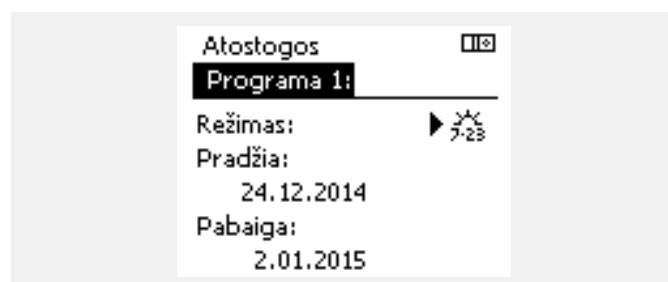 Atostogos
Programa 1:
Režimas:
7-23
Pradžia:
24.12.2014
Pabaiga:
2.01.2015